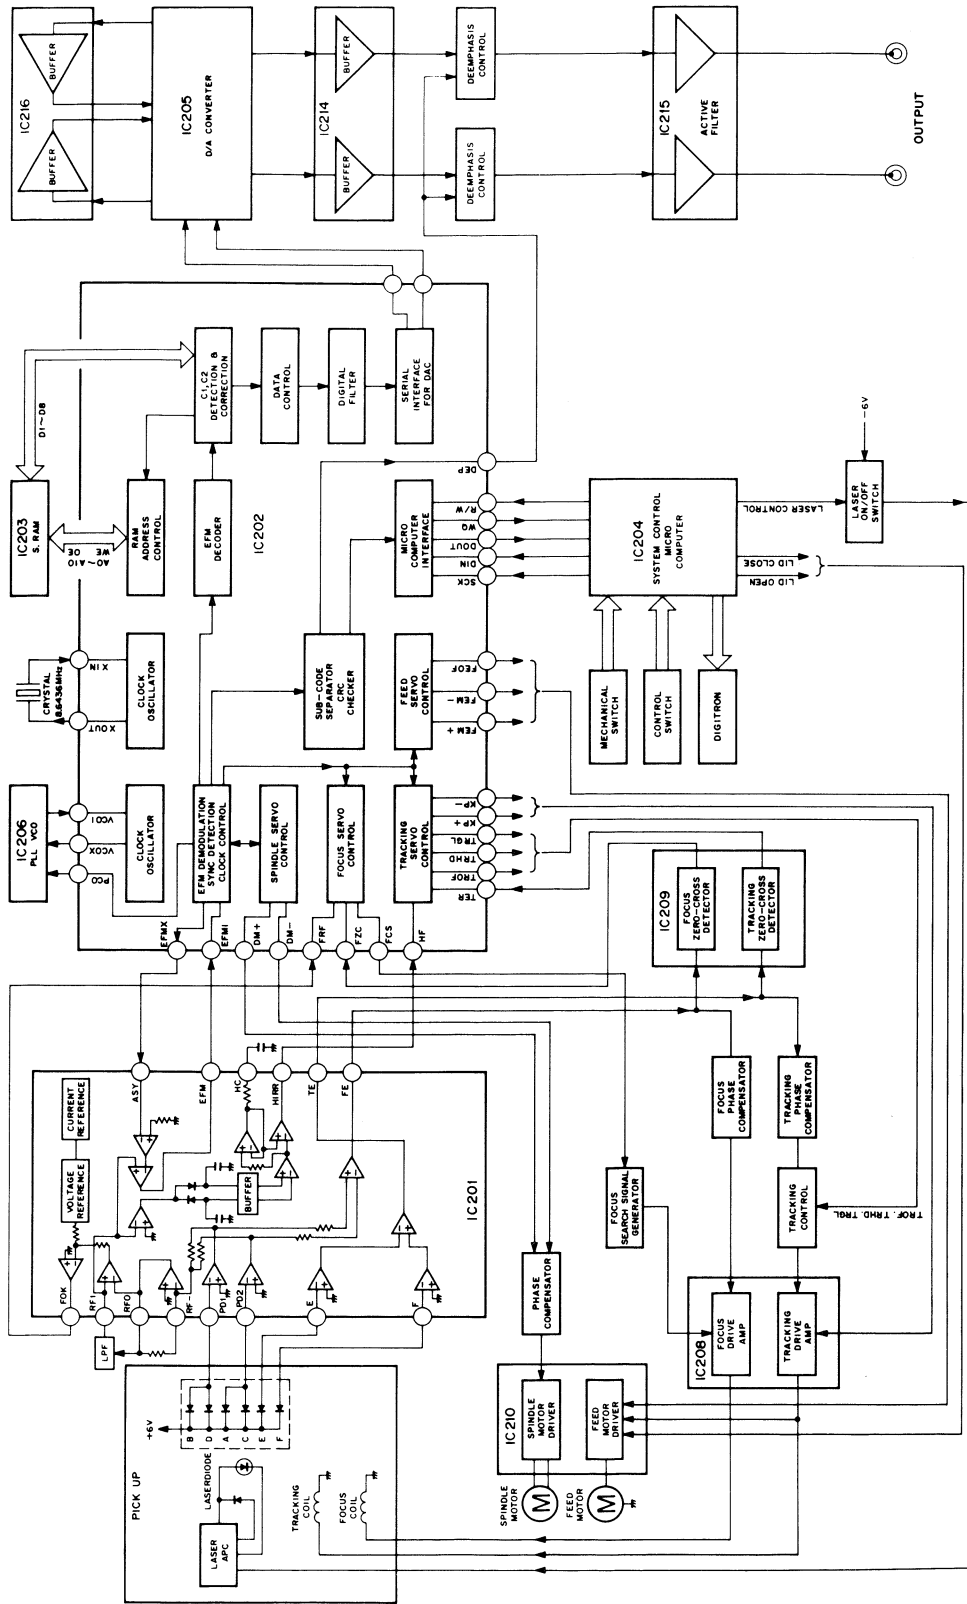 PICK UP
+6V
LASERDIODE
LASER
APC
B
D
A
C
E
F
TRACKING
COIL
FOCUS
COIL
LPF
FOK
RF1
RF0
RF-
PD1
PD2
E
F
VOLTAGE
REFERENCE
CURRENT
REFERENCE
BUFFER
IC201
ASY
EFM
HC
HIRR
TE
FE
SPINDLE
MOTOR
M
FEED
MOTOR
M
IC210
SPINDLE
MOTOR
DRIVER
FEED
MOTOR
DRIVER
PHASE
COMPENSATOR
IC208
FOCUS
DRIVE
AMP
TRACKING
DRIVE
AMP
FOCUS
SEARCH SIGNAL
GENERATOR
TRACKING
CONTROL
TROF. TRHD. TRGL
FOCUS
PHASE
COMPENSATOR
TRACKING
PHASE
COMPENSATOR
IC209
FOCUS
ZERO-CROSS
DETECTOR
TRACKING
ZERO-CROSS
DETECTOR
EFMX
EFMI
DM+
DM-
FRF
FZC
FCS
HF
IC206
PLL VCO
PCO
VCOX
VCOI
CLOCK
OSCILLATOR
EFM DEMODULATION
SYNC DETECTION
CLOCK CONTROL
SPINDLE SERVO
CONTROL
FOCUS SERVO
CONTROL
TRACKING
SERVO
CONTROL
TER
TROF
TRHD
TRGL
KP+
KP-
CRYSTAL
8.6436MHz
X OUT
X IN
CLOCK
OSCILLATOR
SUB-CODE
SEPARATOR
CRC
CHECKER
FEED
SERVO
CONTROL
FEM +
FEM -
FEOF
IC203
S. RAM
D1~D8
A0~A10
WE
OE
RAM
ADDRESS
CONTROL
EFM
DECODER
IC202
C1,C2
DETECTION &
CORRECTION
DATA
CONTROL
DIGITAL
FILTER
SERIAL
INTERFACE
FOR DAC
MICRO
COMPUTER
INTERFACE
SCK
DIN
DOUT
WQ
R/W
DEP
MECHANICAL
SWITCH
CONTROL
SWITCH
DIGITRON
IC204
SYSTEM CONTROL
MICRO
COMPUTER
LID OPEN
LID CLOSE
LASER CONTROL
LASER
ON/OFF
SWITCH
-6V
IC216
BUFFER
BUFFER
IC205
D/A CONVERTER
IC214
BUFFER
BUFFER
DEEMPHASIS
CONTROL
DEEMPHASIS
CONTROL
IC215
ACTIVE
FILTER
OUTPUT